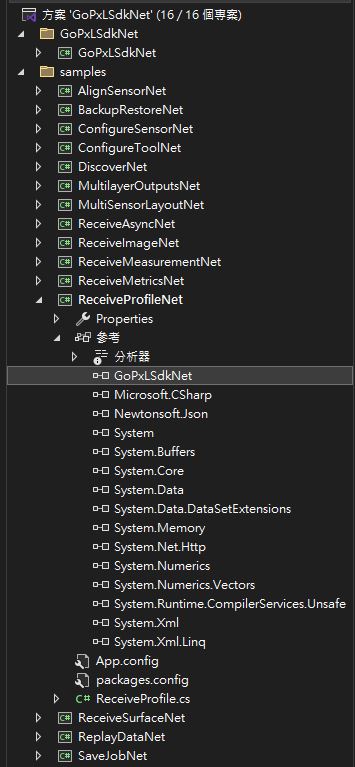 方案 'GoPxLSdkNet' (16 / 16 個專案)
GoPxLSdkNet
GoPxLSdkNet
samples
AlignSensorNet
BackupRestoreNet
ConfigureSensorNet
ConfigureToolNet
DiscoverNet
MultilayerOutputsNet
MultiSensorLayoutNet
ReceiveAsyncNet
ReceiveImageNet
ReceiveMeasurementNet
ReceiveMetricsNet
ReceiveProfileNet
Properties
參考
分析器
GoPxLSdkNet
Microsoft.CSharp
Newtonsoft.Json
System
System.Buffers
System.Core
System.Data
System.Data.DataSetExtensions
System.Memory
System.Net.Http
System.Numerics
System.Numerics.Vectors
System.Runtime.CompilerServices.Unsafe
System.Xml
System.Xml.Linq
App.config
packages.config
C# ReceiveProfile.cs
ReceiveSurfaceNet
ReplayDataNet
SaveJobNet